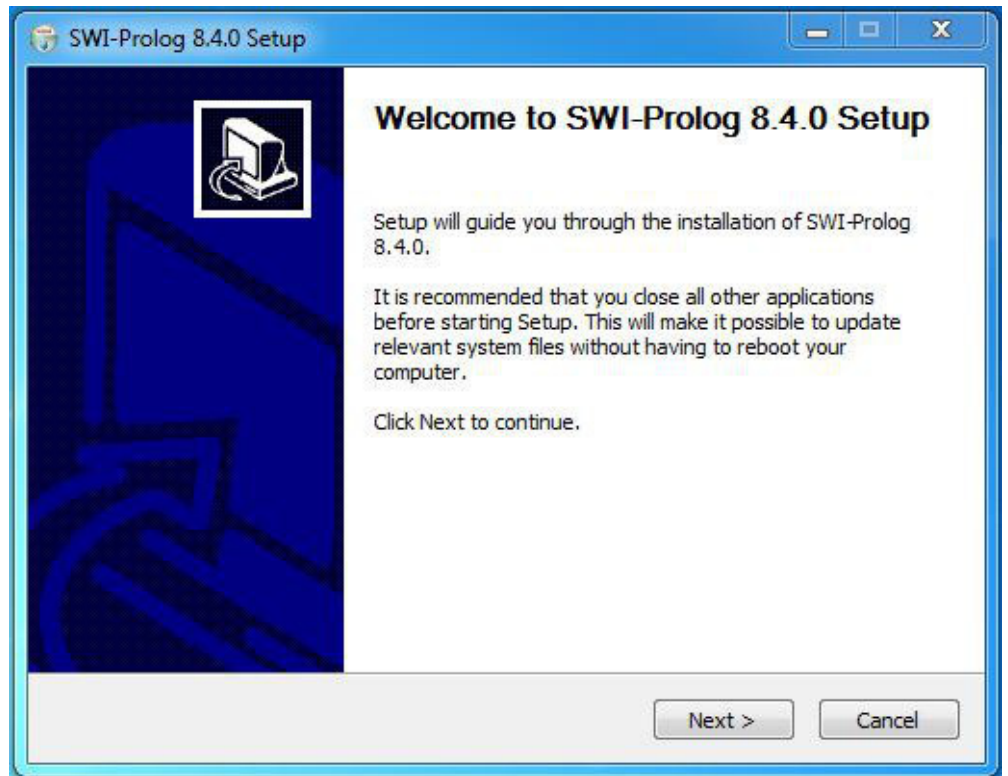 SWI-Prolog 8.4.0 Setup
Welcome to SWI-Prolog 8.4.0 Setup
Setup will guide you through the installation of SWI-Prolog
8.4.0.
It is recommended that you close all other applications
before starting Setup. This will make it possible to update
relevant system files without having to reboot your
computer.
Click Next to continue.
Next >
Cancel